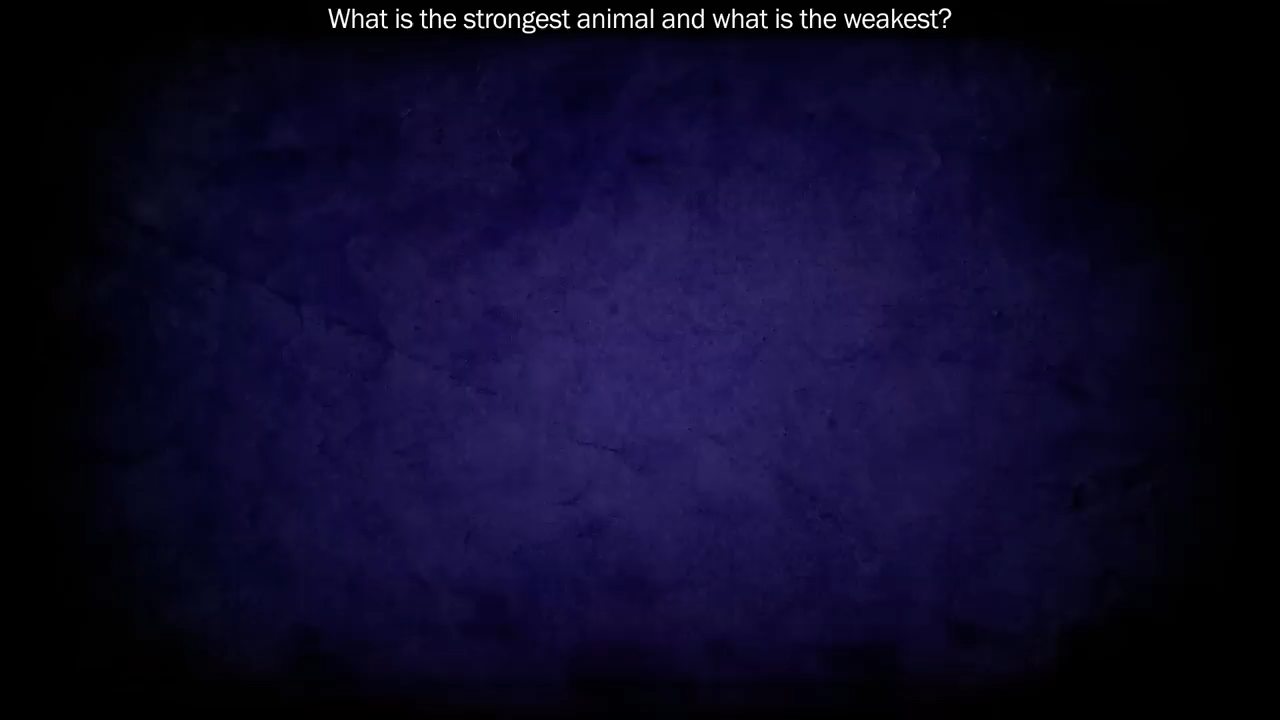 What is the strongest animal and what is the weakest?